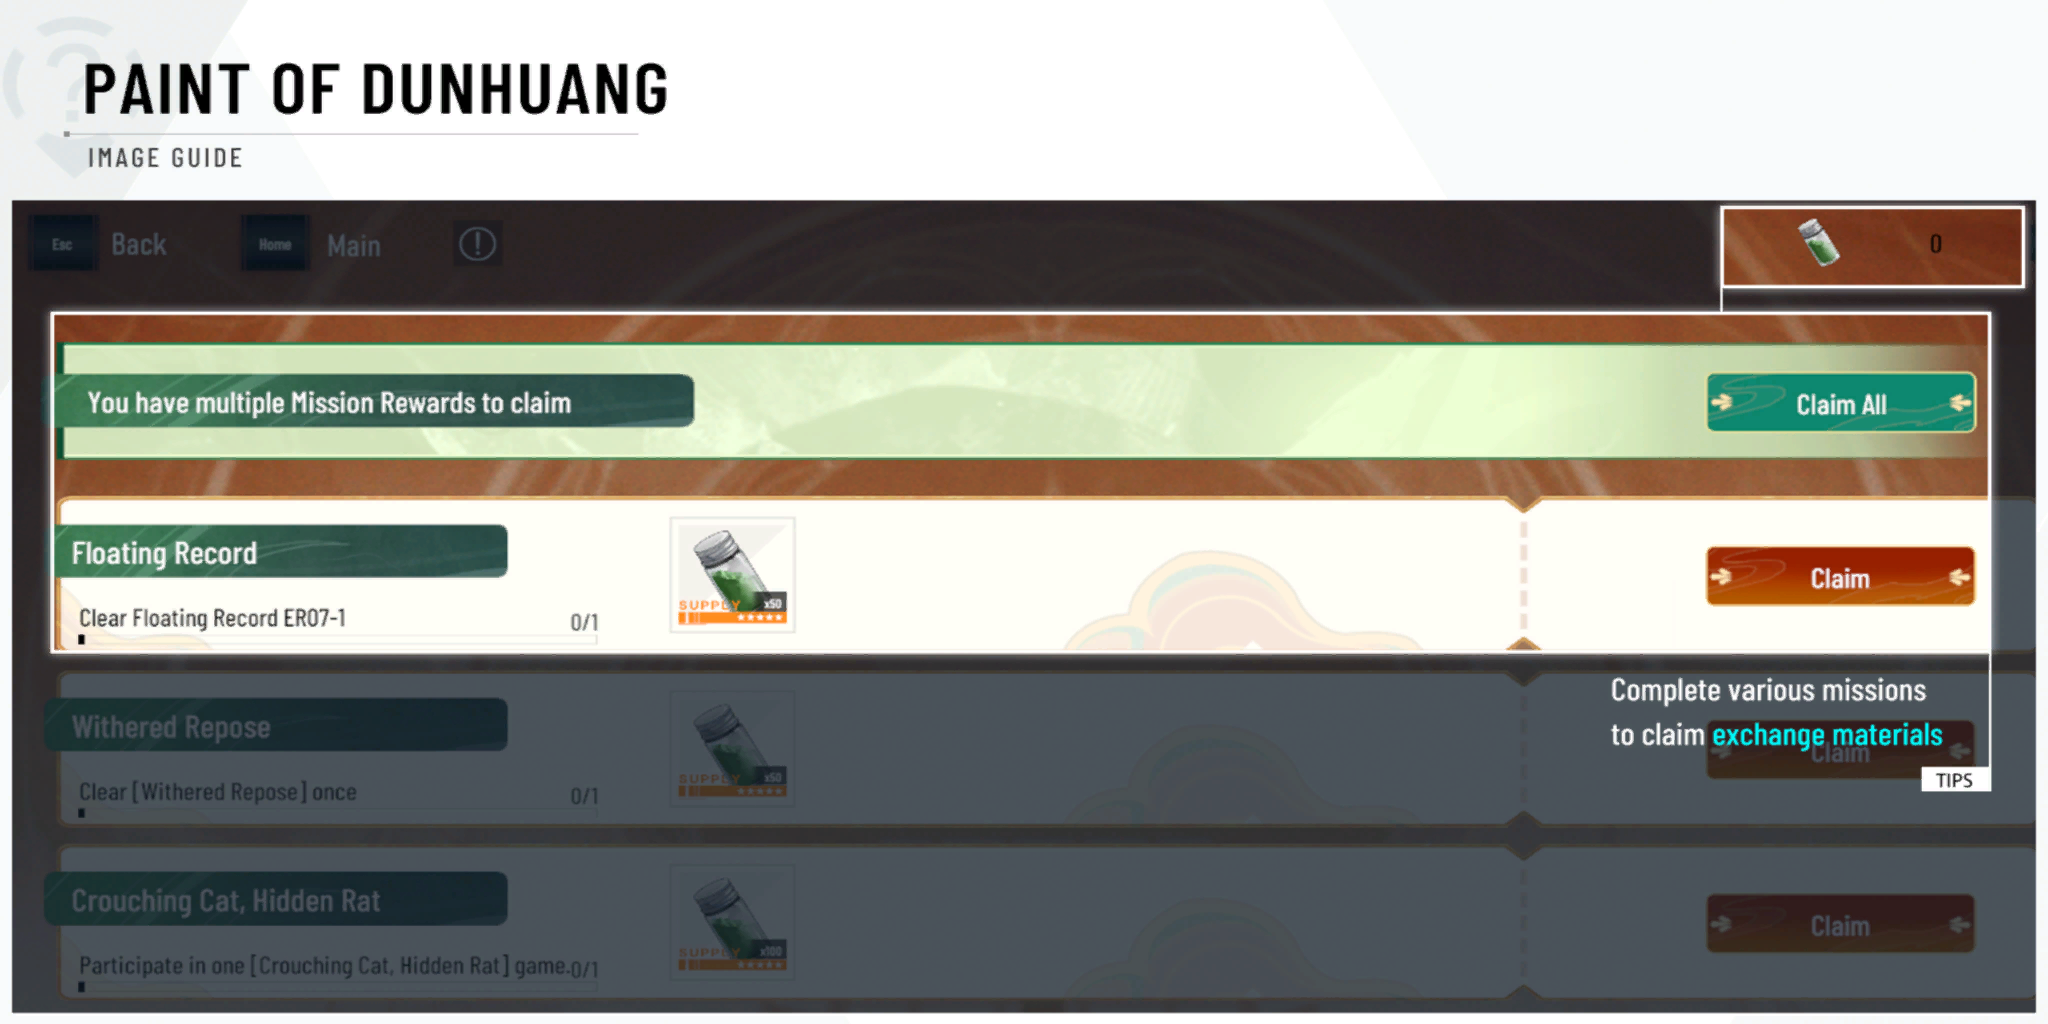 PAINT OF DUNHUANG
IMAGE GUIDE
Esc Back Home Main
0
You have multiple Mission Rewards to claim
Claim All
Floating Record
SUPPLY x50
Claim
Clear Floating Record ER07-1 0/1
Complete various missions
to claim exchange materials
TIPS
Withered Repose
SUPPLY x50
Claim
Clear [Withered Repose] once 0/1
Crouching Cat, Hidden Rat
SUPPLY x100
Claim
Participate in one [Crouching Cat, Hidden Rat] game. 0/1